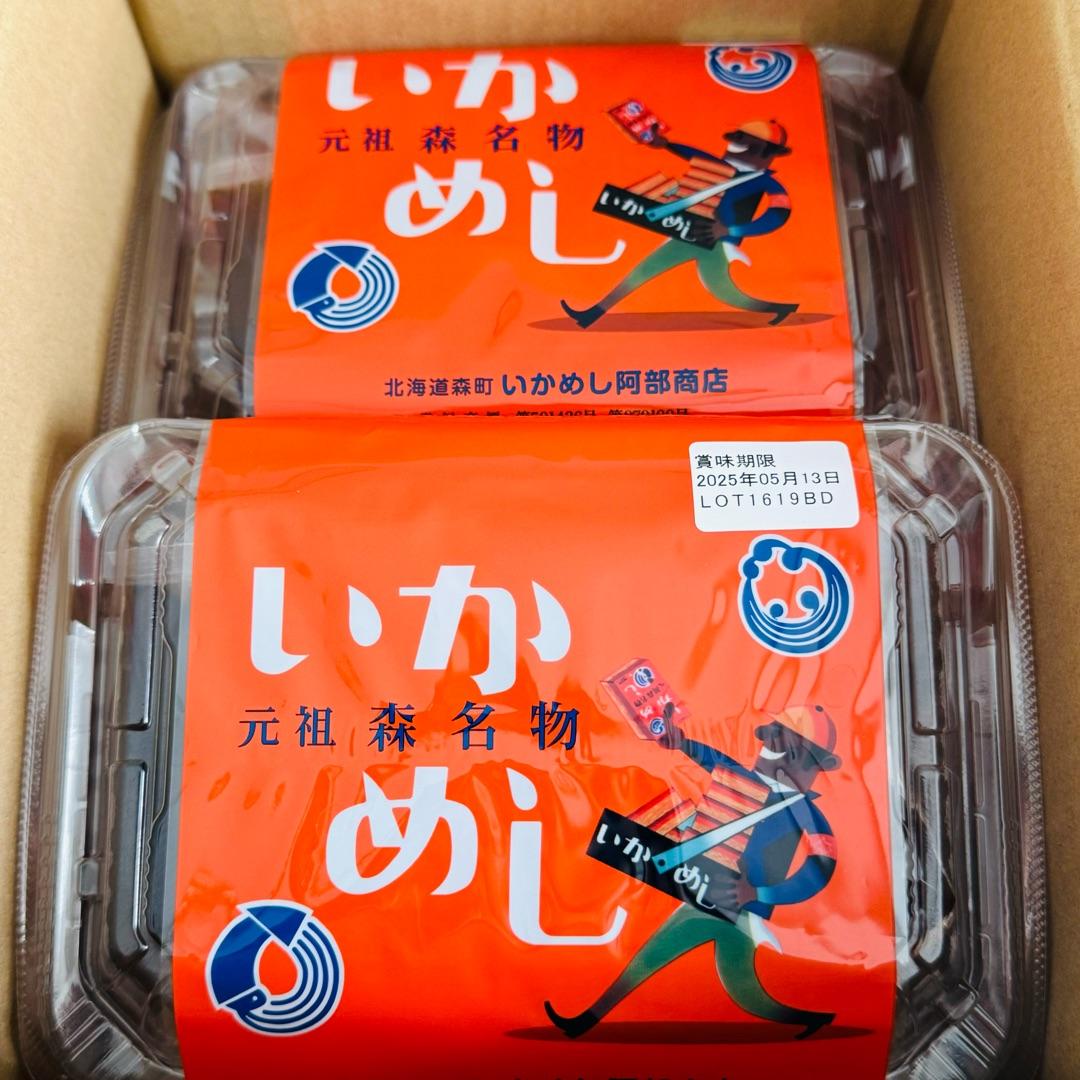 いか
元祖 森名物
めし
いかめし
北海道森町 いかめし阿部商店
賞味期限
2025年05月13日
LOT1619BD
いか
元祖 森名物
めし
いかめし